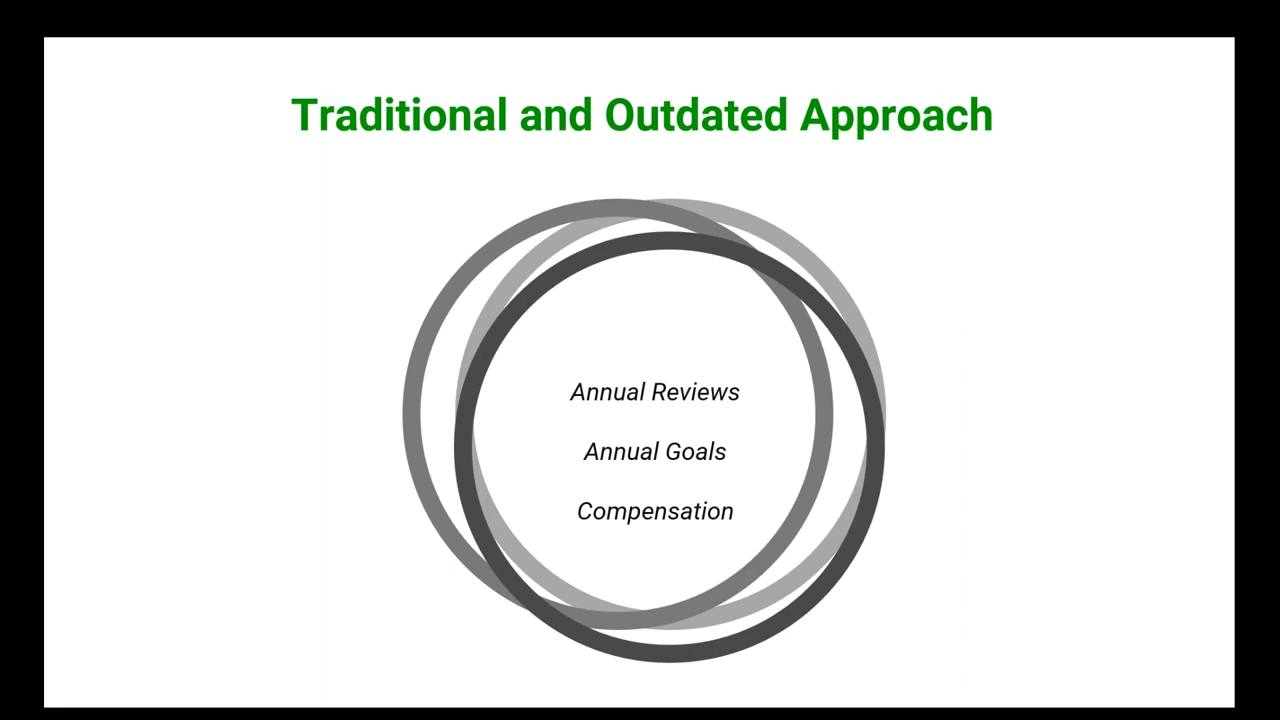 Traditional and Outdated Approach
Annual Reviews
Annual Goals
Compensation